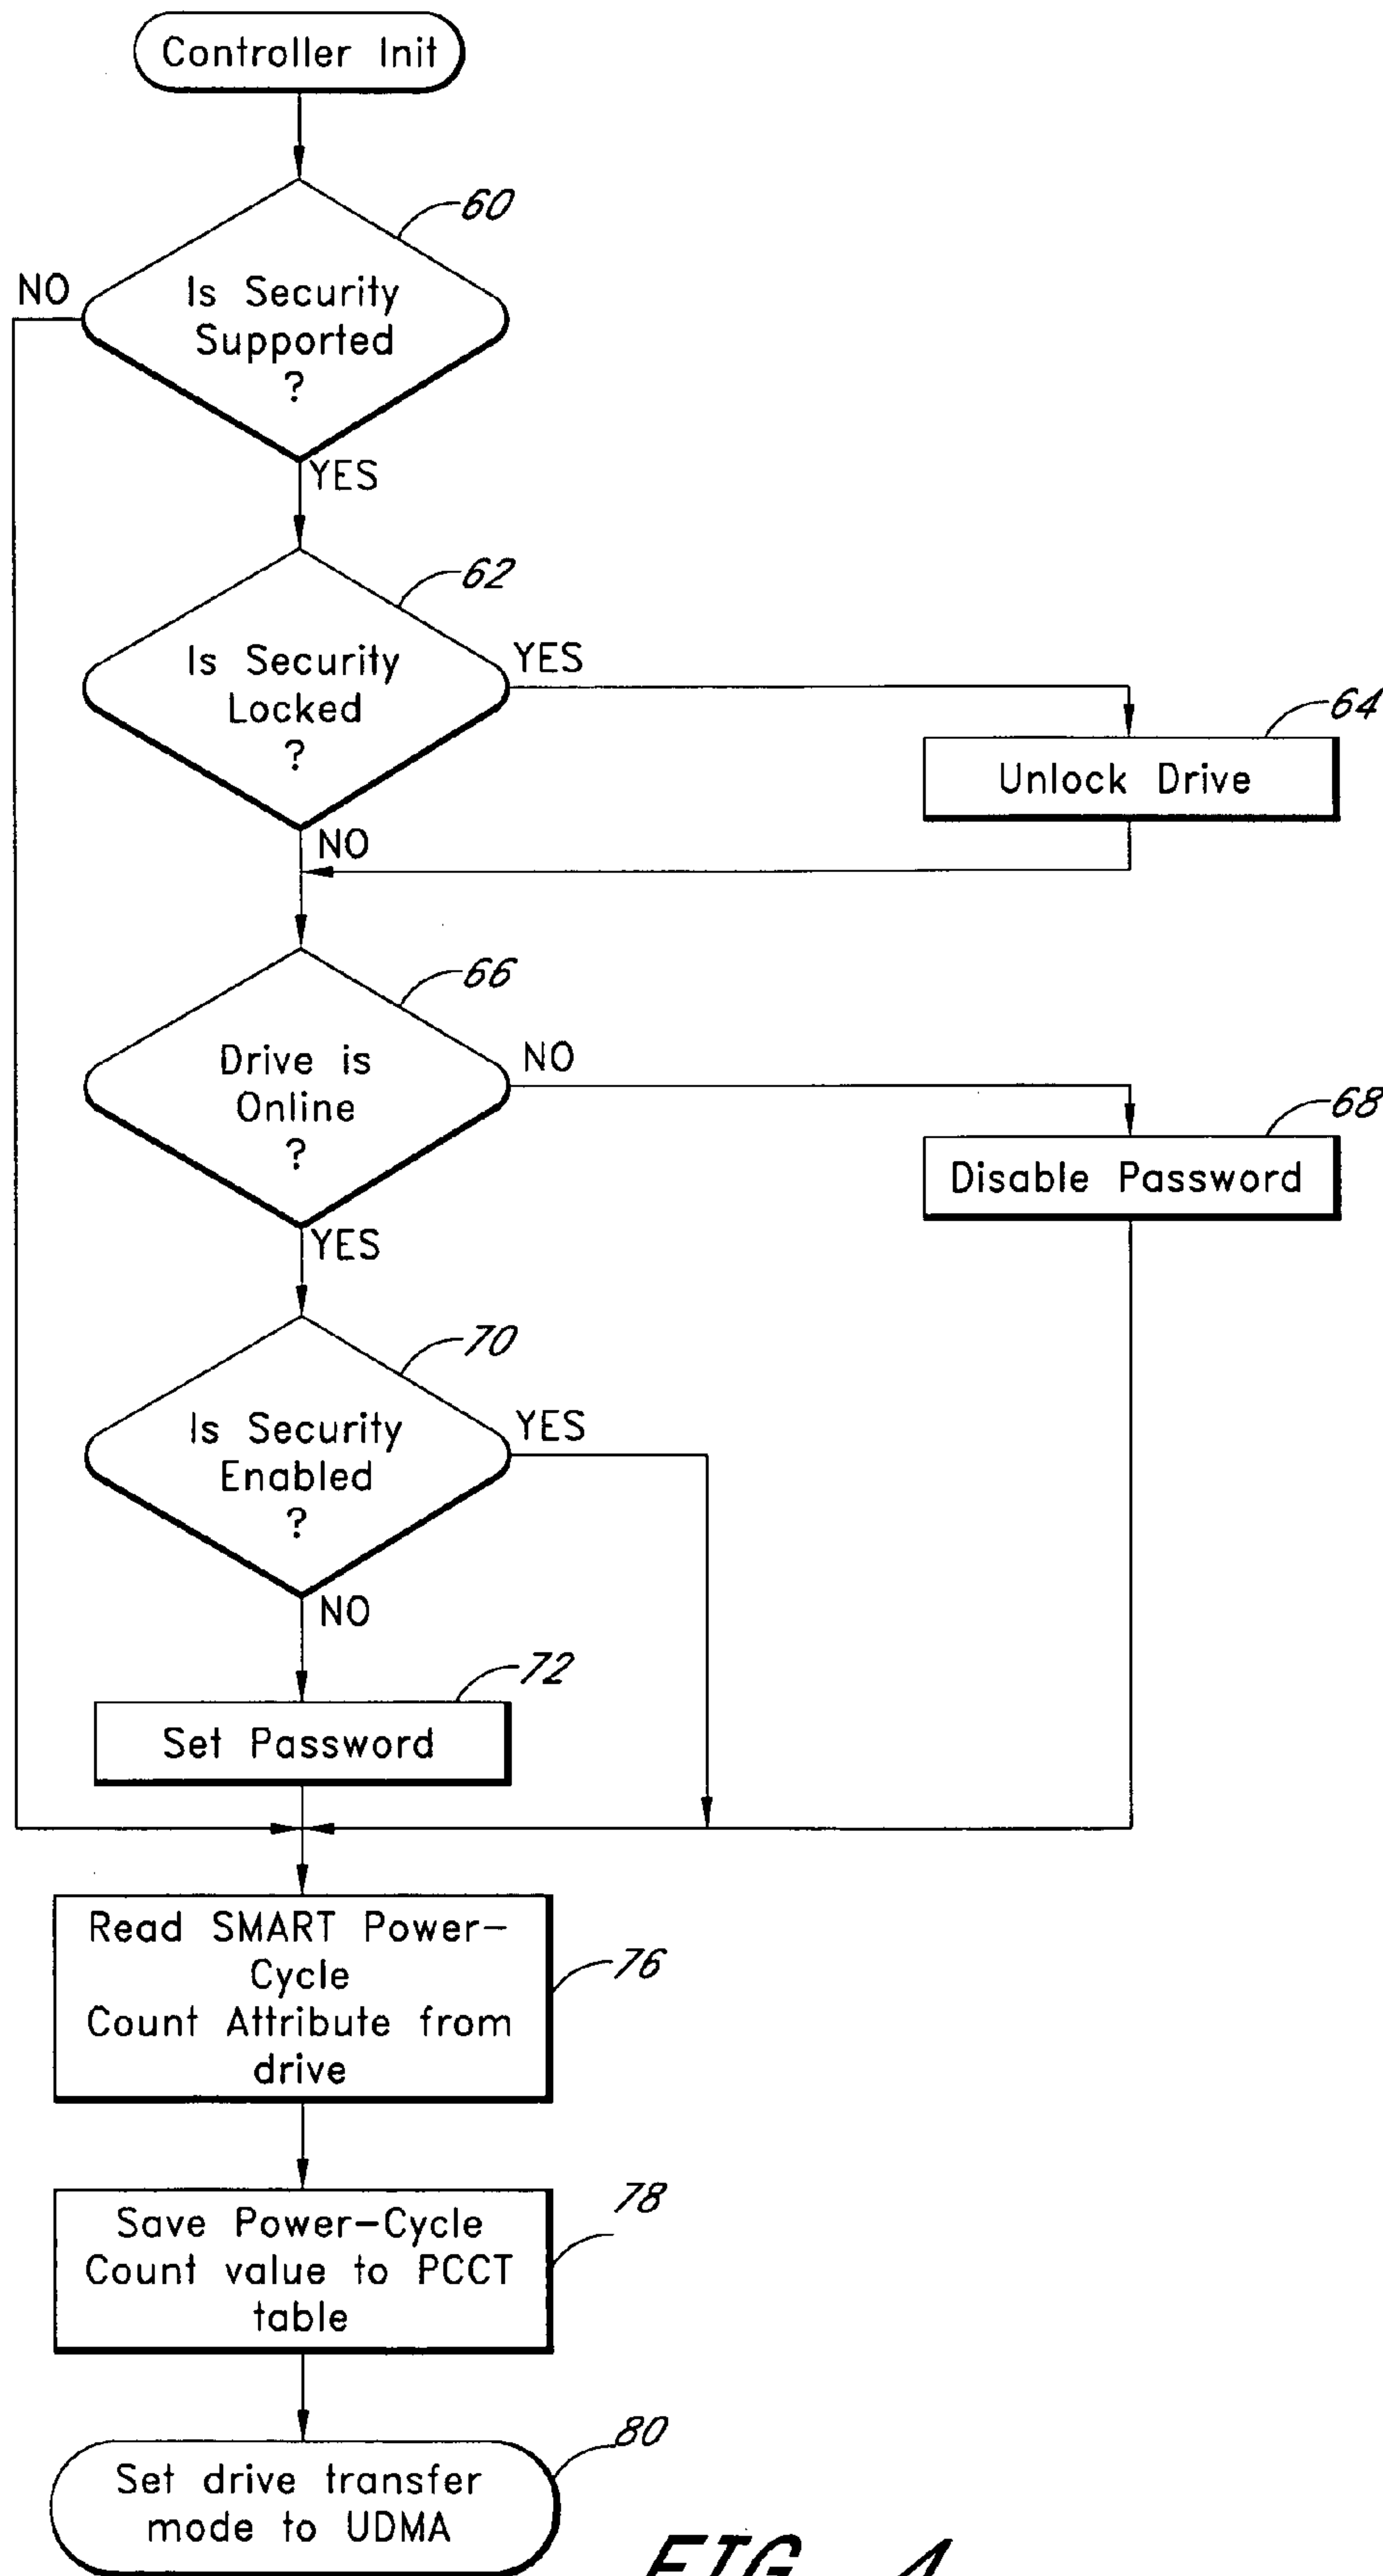 Controller Init
60
NO
Is Security
Supported
?
YES
62
Is Security
Locked
?
YES
64
Unlock Drive
NO
66
Drive is
Online
?
NO
68
Disable Password
YES
70
Is Security
Enabled
?
YES
NO
72
Set Password
Read SMART Power-
Cycle
Count Attribute from
drive
76
78
Save Power-Cycle
Count value to PCCT
table
80
Set drive transfer
mode to UDMA
FIG. 4